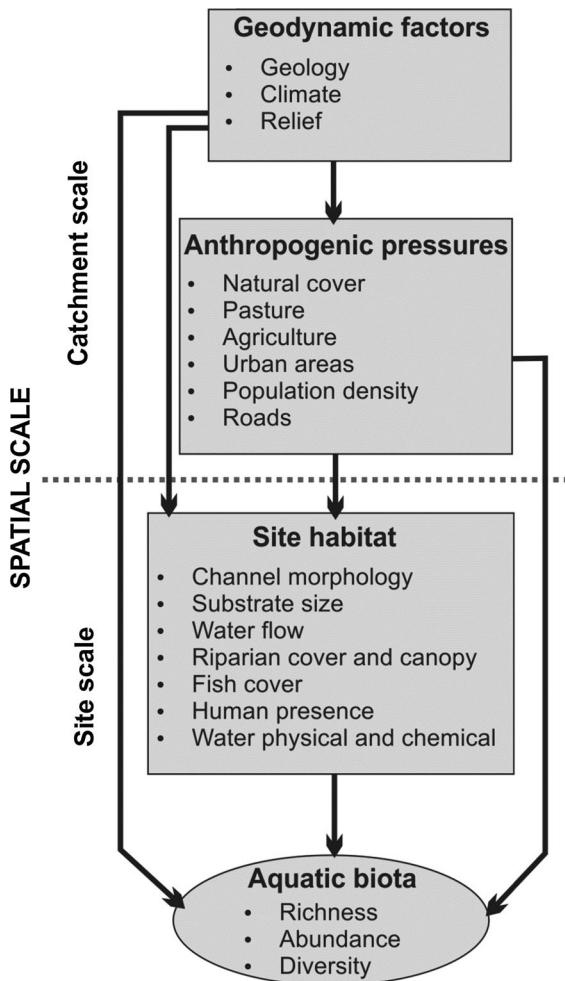 Geodynamic factors
• Geology
• Climate
• Relief
Catchment scale
Anthropogenic pressures
• Natural cover
• Pasture
• Agriculture
• Urban areas
• Population density
• Roads
SPATIAL SCALE
Site habitat
• Channel morphology
• Substrate size
• Water flow
• Riparian cover and canopy
• Fish cover
• Human presence
• Water physical and chemical
Site scale
Aquatic biota
• Richness
• Abundance
• Diversity